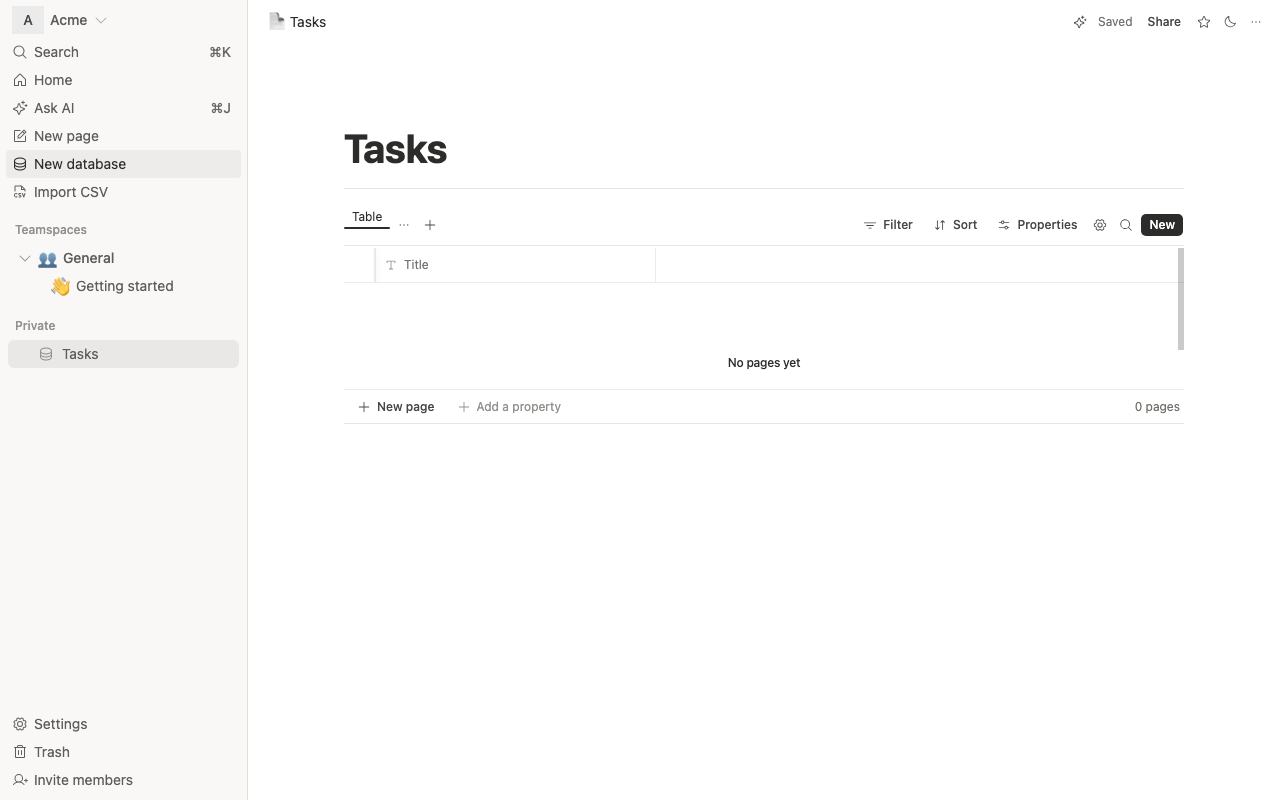 A Acme
Search ⌘K
Home
Ask AI ⌘J
New page
New database
Import CSV
Teamspaces
General
Getting started
Private
Tasks
Settings
Trash
Invite members
Tasks
Saved Share
Tasks
Table
Filter Sort Properties New
Title
No pages yet
New page Add a property 0 pages